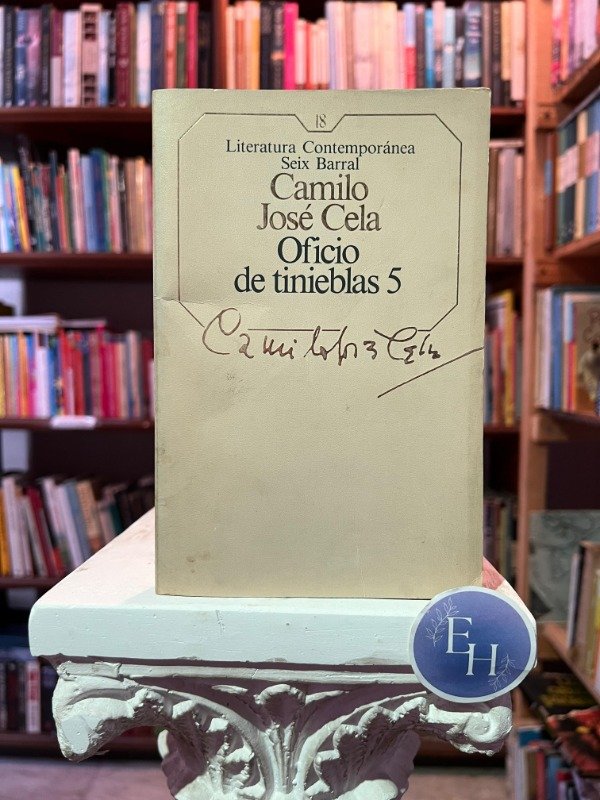 18
Literatura Contemporánea
Seix Barral
Camilo
José Cela
Oficio
de tinieblas 5
Camilo José Cela
EH